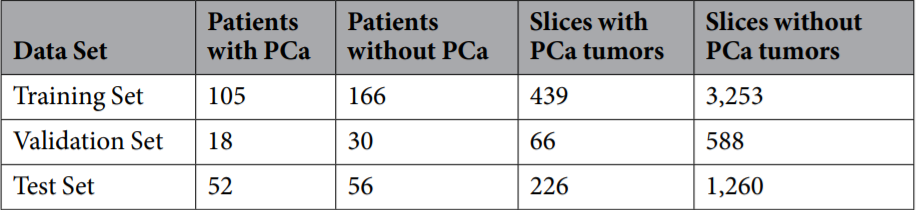 Data Set Patients with PCa Patients without PCa Slices with PCa tumors Slices without PCa tumors
Training Set 105 166 439 3,253
Validation Set 18 30 66 588
Test Set 52 56 226 1,260